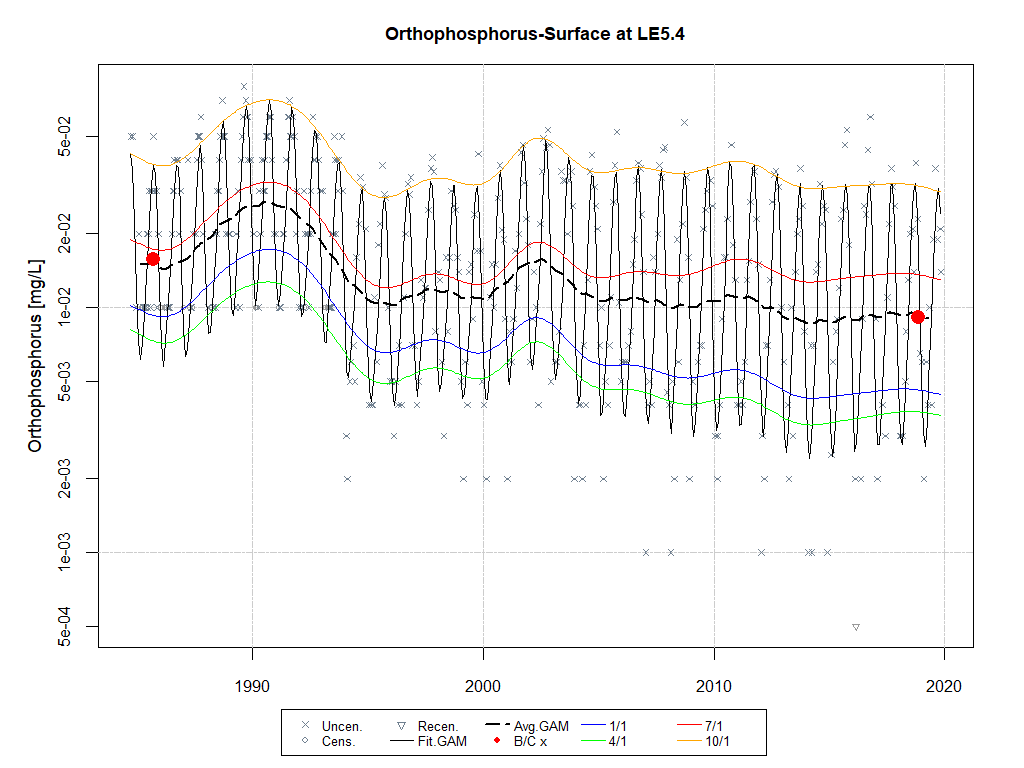 Orthophosphorus-Surface at LE5.4
Orthophosphorus [mg/L]
5e-02
2e-02
1e-02
5e-03
2e-03
1e-03
5e-04
1990 2000 2010 2020
Uncen. Recen. Avg.GAM 1/1 7/1
Cens. Fit.GAM B/C x 4/1 10/1